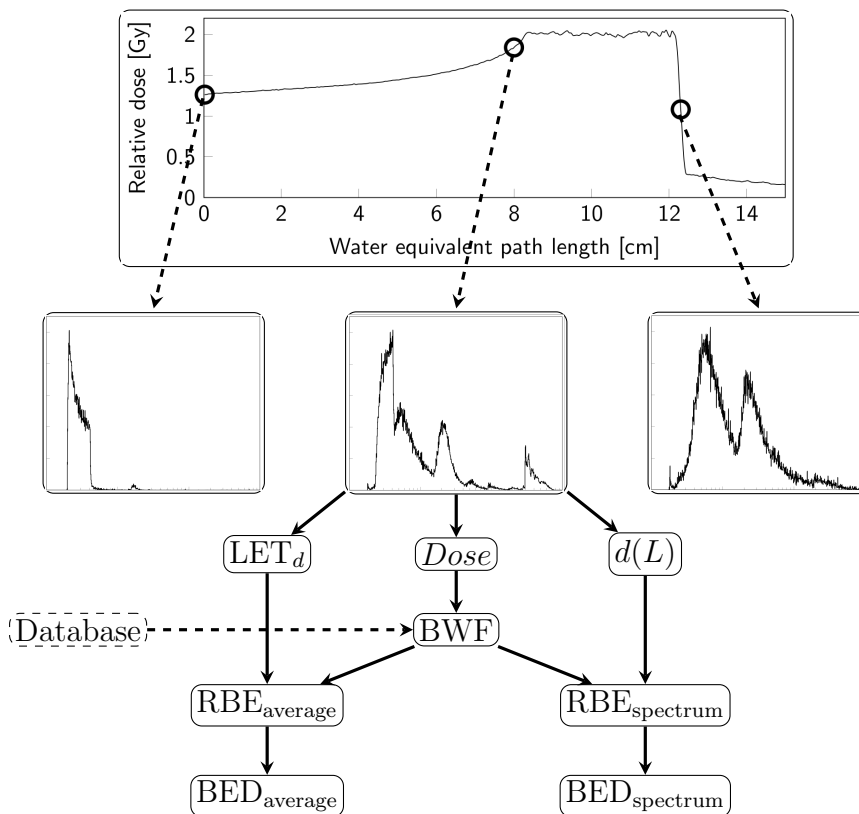 Relative dose [Gy]
2
1.5
1
0.5
0
0 2 4 6 8 10 12 14
Water equivalent path length [cm]
LET_d Dose d(L)
Database BWF
RBE_average RBE_spectrum
BED_average BED_spectrum